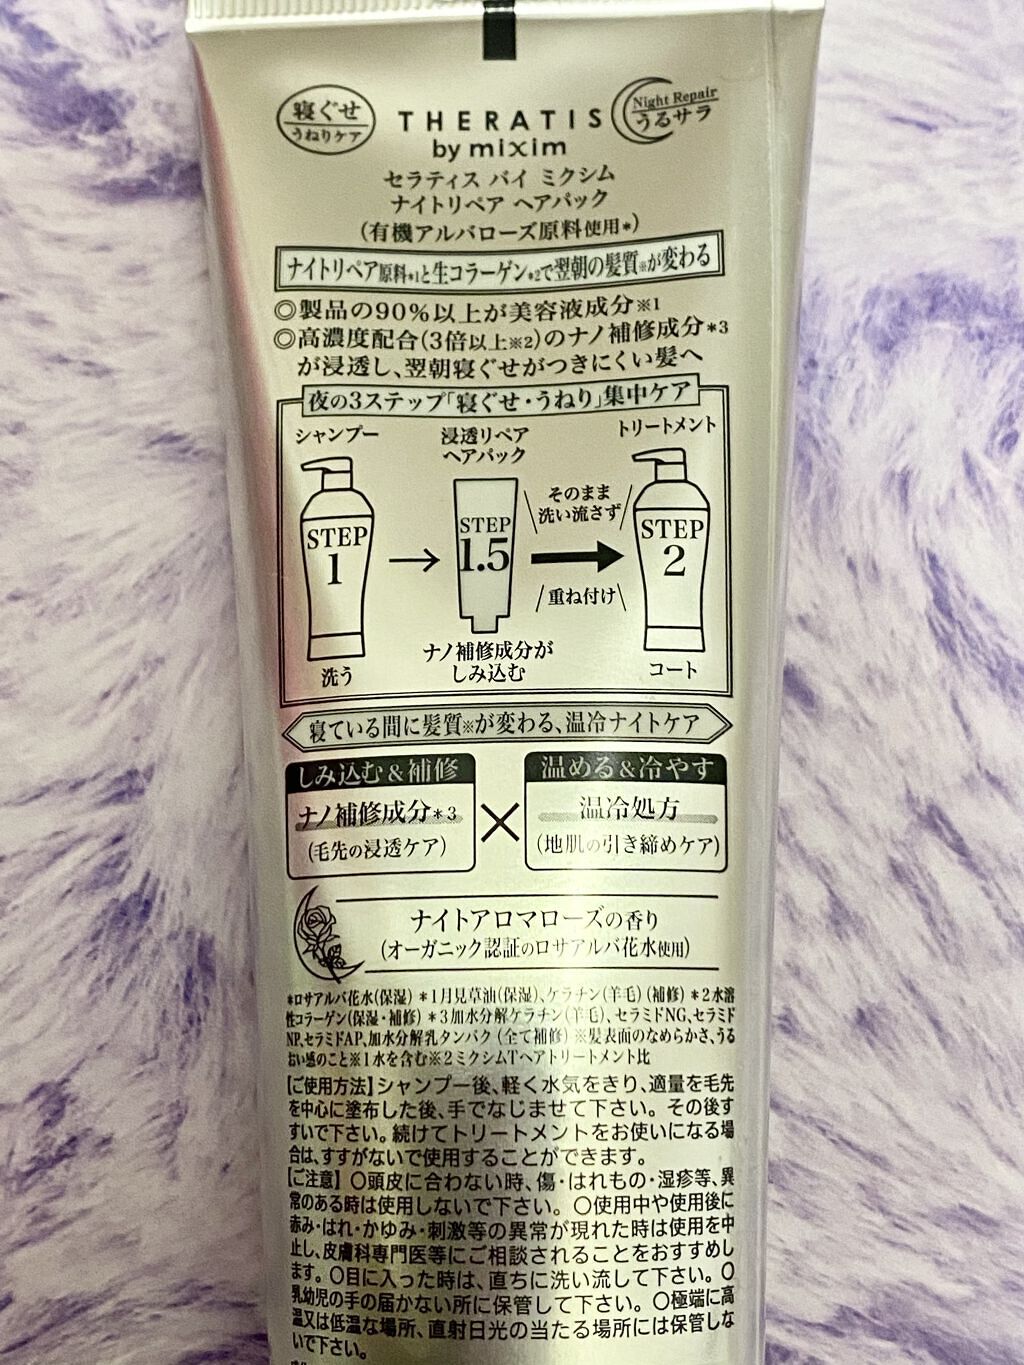 寝ぐせ
うねりケア
THERATIS
by mixim
Night Repair
うるサラ
セラティス バイ ミクシム
ナイトリペア ヘアパック
(有機アルバローズ原料使用*)
ナイトリペア原料*1と生コラーゲン*2で翌朝の髪質※が変わる
◎製品の90%以上が美容液成分※1
◎高濃度配合(3倍以上※2)のナノ補修成分*3
が浸透し、翌朝寝ぐせがつきにくい髪へ
夜の3ステップ「寝ぐせ・うねり」集中ケア
シャンプー
浸透リペア
ヘアパック
トリートメント
そのまま
洗い流さず
STEP
1
STEP
1.5
STEP
2
重ね付け
洗う
ナノ補修成分が
しみ込む
コート
寝ている間に髪質※が変わる、温冷ナイトケア
しみ込む&補修
ナノ補修成分*3
(毛先の浸透ケア)
×
温める&冷やす
温冷処方
(地肌の引き締めケア)
ナイトアロマローズの香り
(オーガニック認証のロサアルバ花水使用)
*ロサアルバ花水(保湿) *1月見草油(保湿)、ケラチン(羊毛)(補修) *2水溶
性コラーゲン(保湿・補修) *3加水分解ケラチン(羊毛)、セラミドNG、セラミド
NP、セラミドAP、加水分解乳タンパク(全て補修) ※髪表面のなめらかさ、うる
おい感のこと※1水を含む※2ミクシムTヘアトリートメント比
【ご使用方法】シャンプー後、軽く水気をきり、適量を毛先
を中心に塗布した後、手でなじませて下さい。その後す
すいで下さい。続けてトリートメントをお使いになる場
合は、すすがないで使用することができます。
【ご注意】○頭皮に合わない時、傷・はれもの・湿疹等、異
常のある時は使用しないで下さい。○使用中や使用後に
赤み・はれ・かゆみ・刺激等の異常が現れた時は使用を中
止し、皮膚科専門医等にご相談されることをおすすめし
ます。○目に入った時は、直ちに洗い流して下さい。○
乳幼児の手の届かない所に保管して下さい。○極端に高
温又は低温な場所、直射日光の当たる場所には保管しな
いで下さい。